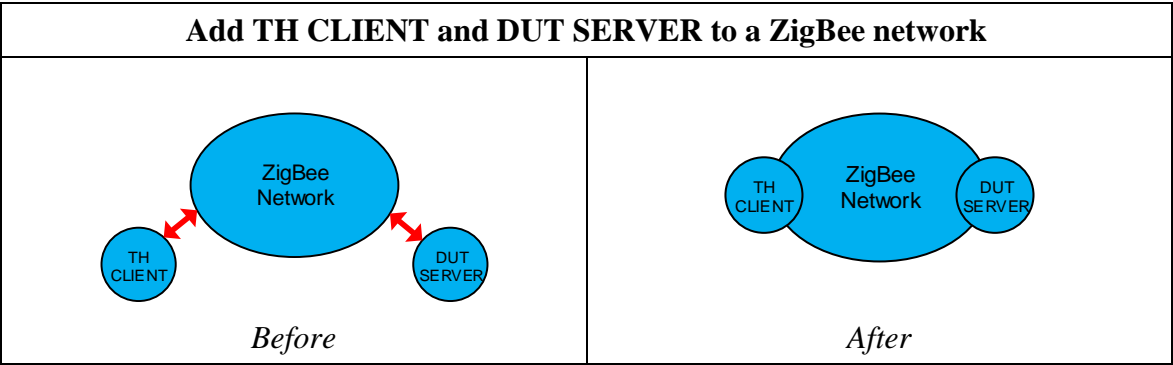 Add TH CLIENT and DUT SERVER to a ZigBee network
ZigBee
Network
TH
CLIENT
DUT
SERVER
Before
ZigBee
Network
TH
CLIENT
DUT
SERVER
After